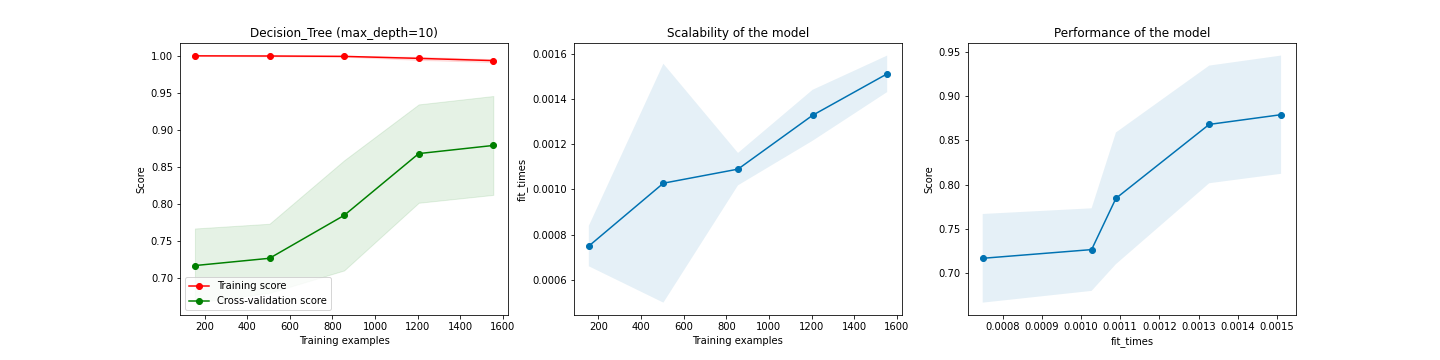 Decision_Tree (max_depth=10)
Score
1.00
0.95
0.90
0.85
0.80
0.75
0.70
Training score
Cross-validation score
200 400 600 800 1000 1200 1400 1600
Training examples
Scalability of the model
fit_times
0.0016
0.0014
0.0012
0.0010
0.0008
0.0006
200 400 600 800 1000 1200 1400 1600
Training examples
Performance of the model
Score
0.95
0.90
0.85
0.80
0.75
0.70
0.0008 0.0009 0.0010 0.0011 0.0012 0.0013 0.0014 0.0015
fit_times